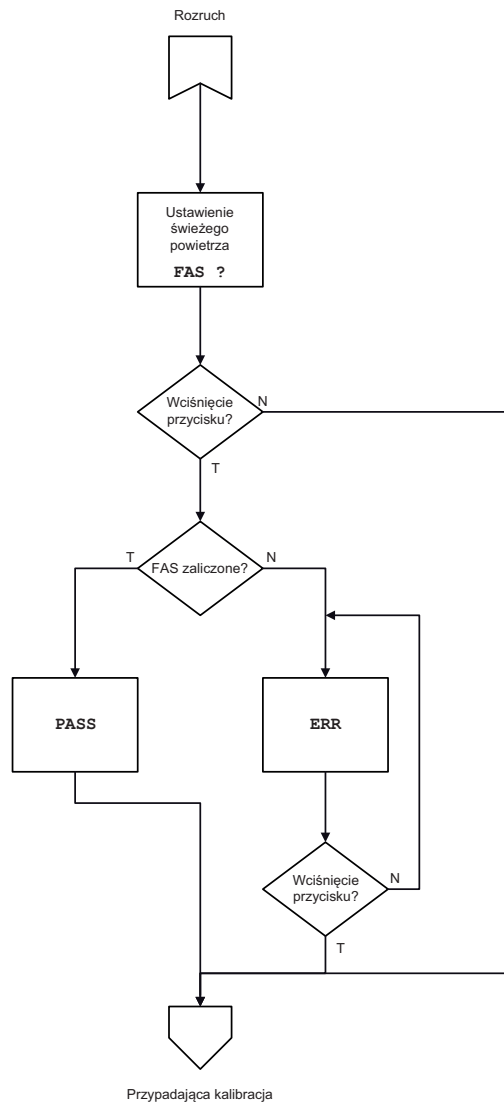 Rozruch
Ustawienie
świeżego
powietrza
FAS ?
Wciśnięcie
przycisku?
N
T
FAS zaliczone?
T
N
PASS
ERR
Wciśnięcie
przycisku?
N
T
Przypadająca kalibracja